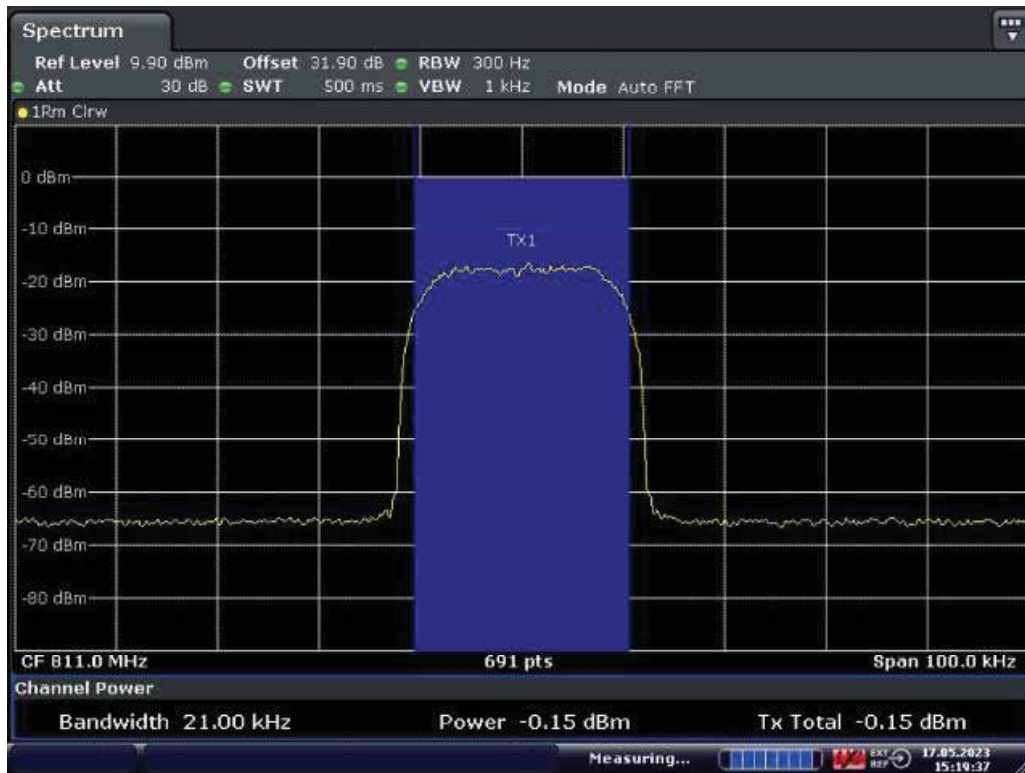 Spectrum
Ref Level 9.90 dBm Offset 31.90 dB RBW 300 Hz
Att 30 dB SWT 500 ms VBW 1 kHz Mode Auto FFT
1Rm Clrw
0 dBm
-10 dBm
TX1
-20 dBm
-30 dBm
-40 dBm
-50 dBm
-60 dBm
-70 dBm
-80 dBm
CF 811.0 MHz 691 pts Span 100.0 kHz
Channel Power
Bandwidth 21.00 kHz Power -0.15 dBm Tx Total -0.15 dBm
Measuring... EXT REF 17.05.2023
15:19:37